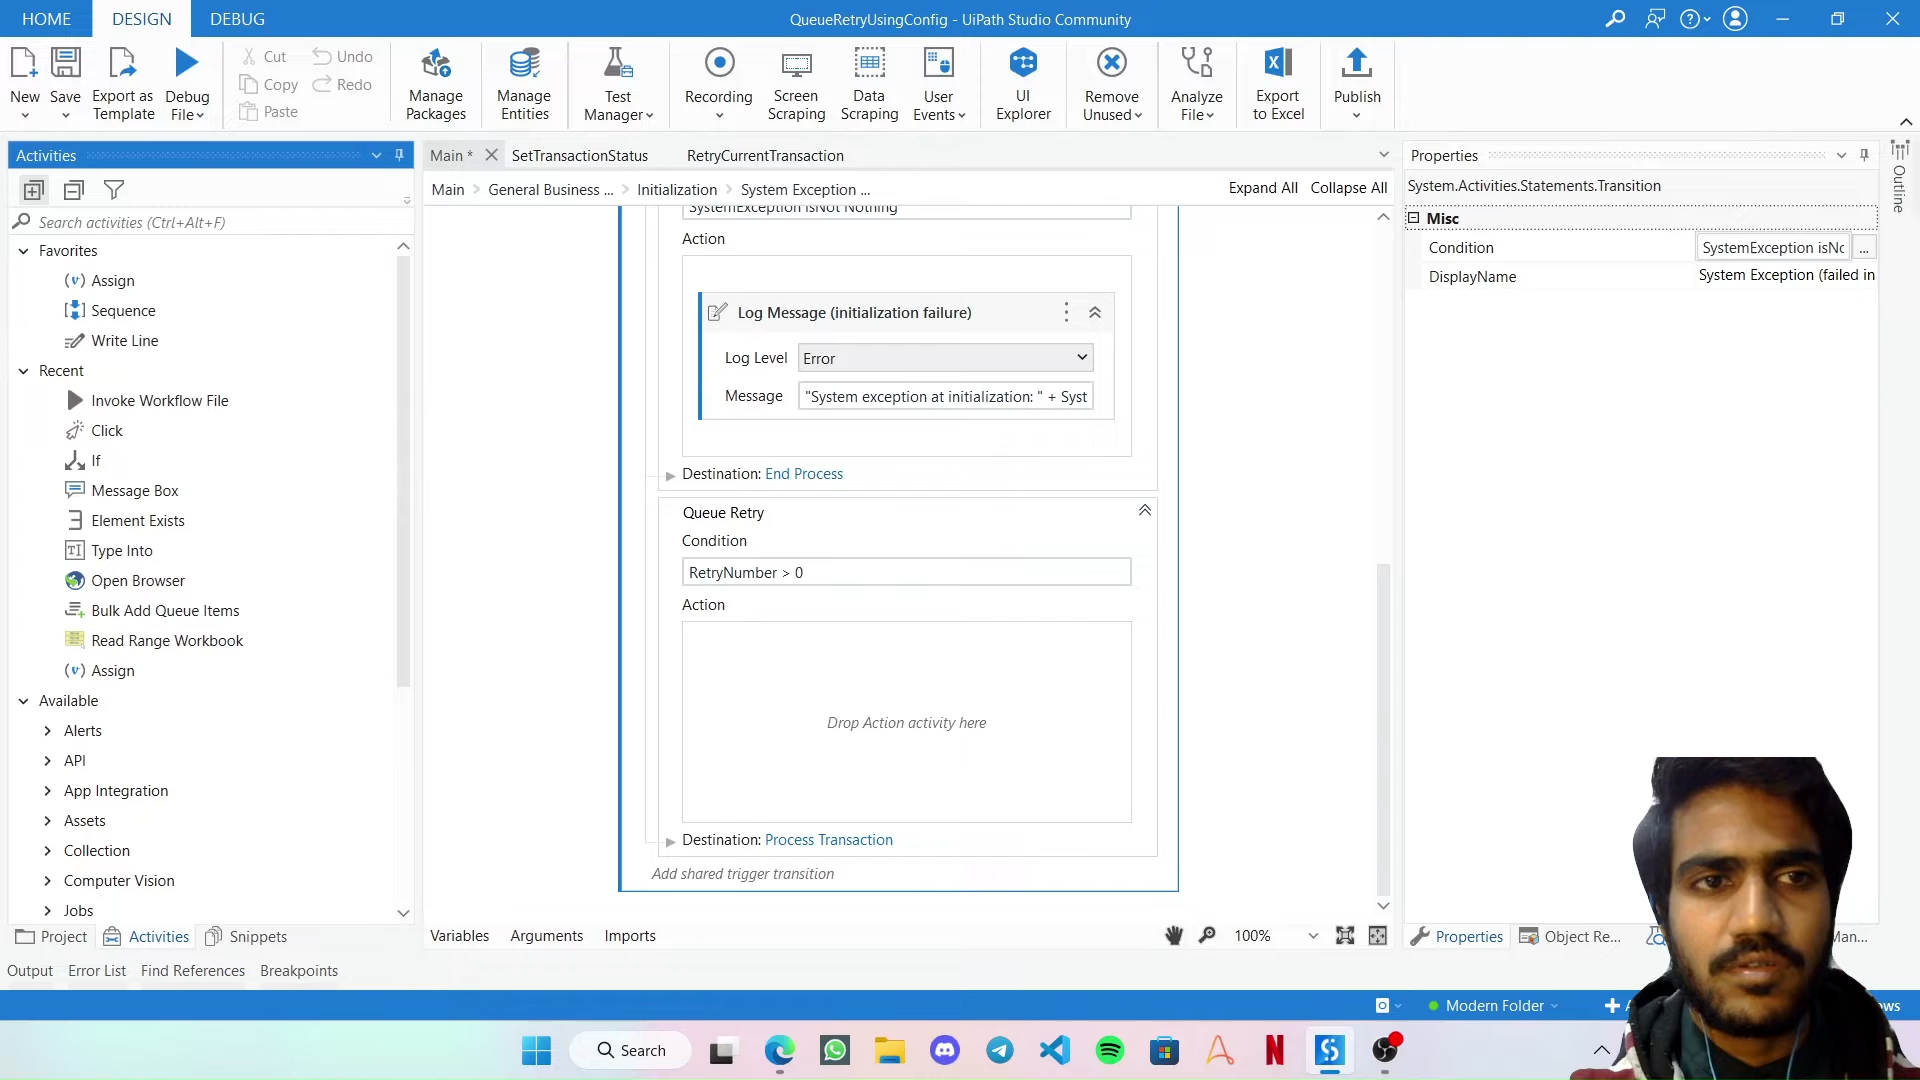 HOME DESIGN DEBUG QueueRetryUsingConfig - UiPath Studio Community
New Save Export as Template Debug File Cut Copy Paste Undo Redo Manage Packages Manage Entities Test Manager Recording Screen Scraping Data Scraping User Events UI Explorer Remove Unused Analyze File Export to Excel Publish
Activities
Search activities (Ctrl+Alt+F)
Favorites
Assign
Sequence
Write Line
Recent
Invoke Workflow File
Click
If
Message Box
Element Exists
Type Into
Open Browser
Bulk Add Queue Items
Read Range Workbook
Assign
Available
Alerts
API
App Integration
Assets
Collection
Computer Vision
Jobs
Project Activities Snippets
Main * SetTransactionStatus RetryCurrentTransaction
Main > General Business ... > Initialization > System Exception ... Expand All Collapse All
SystemException isNot Nothing
Action
Log Message (initialization failure)
Log Level Error
Message "System exception at initialization: " + Syst
Destination: End Process
Queue Retry
Condition
RetryNumber > 0
Action
Drop Action activity here
Destination: Process Transaction
Add shared trigger transition
Variables Arguments Imports 100%
Properties
System.Activities.Statements.Transition
Misc
Condition SystemException isNo ...
DisplayName System Exception (failed in
Properties Object Re... Man...
Outline
Output Error List Find References Breakpoints
Modern Folder
Search